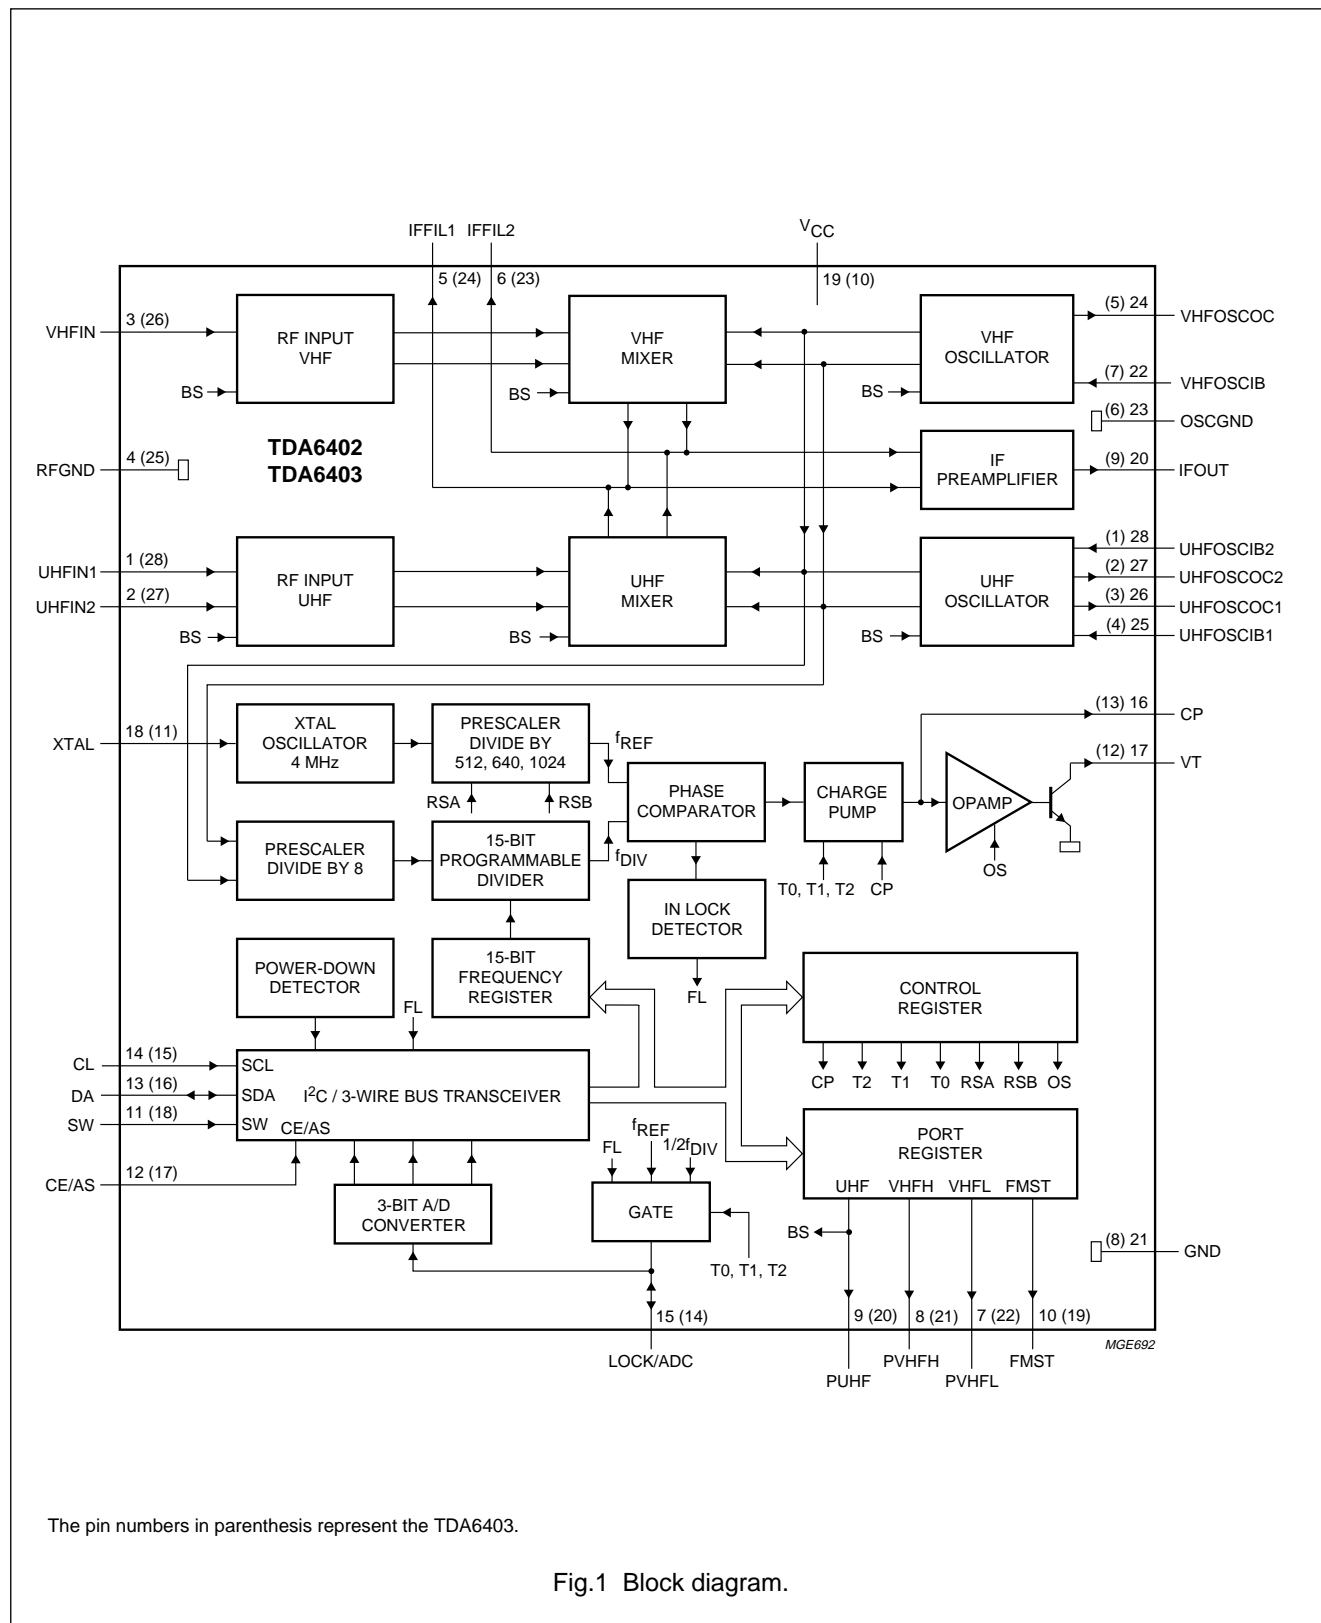 IFFIL1 IFFIL2 VCC
5 (24) 6 (23) 19 (10)
VHFIN 3 (26)
RF INPUT
VHF
BS
VHF
MIXER
BS
VHF
OSCILLATOR
BS
(5) 24 VHFOSCOC
(7) 22 VHFOSCIB
(6) 23 OSCGND
TDA6402
TDA6403
RFGND 4 (25)
IF
PREAMPLIFIER
(9) 20 IFOUT
UHFIN1 1 (28)
UHFIN2 2 (27)
RF INPUT
UHF
BS
UHF
MIXER
BS
UHF
OSCILLATOR
BS
(1) 28 UHFOSCIB2
(2) 27 UHFOSCOC2
(3) 26 UHFOSCOC1
(4) 25 UHFOSCIB1
XTAL 18 (11)
XTAL
OSCILLATOR
4 MHz
PRESCALER
DIVIDE BY
512, 640, 1024
fREF
RSA RSB
PHASE
COMPARATOR
CHARGE
PUMP
OPAMP
(13) 16 CP
(12) 17 VT
PRESCALER
DIVIDE BY 8
15-BIT
PROGRAMMABLE
DIVIDER
fDIV
T0, T1, T2 CP
OS
IN LOCK
DETECTOR
FL
POWER-DOWN
DETECTOR
15-BIT
FREQUENCY
REGISTER
FL
CONTROL
REGISTER
CP T2 T1 T0 RSA RSB OS
CL 14 (15)
DA 13 (16)
SW 11 (18)
CE/AS 12 (17)
SCL
SDA
SW
CE/AS
I2C / 3-WIRE BUS TRANSCEIVER
3-BIT A/D
CONVERTER
FL fREF 1/2fDIV
GATE
T0, T1, T2
15 (14)
LOCK/ADC
PORT
REGISTER
UHF VHFH VHFL FMST
BS
(8) 21 GND
9 (20) 8 (21) 7 (22) 10 (19)
PUHF PVHFH PVHFL FMST
MGE692
The pin numbers in parenthesis represent the TDA6403.
Fig.1 Block diagram.